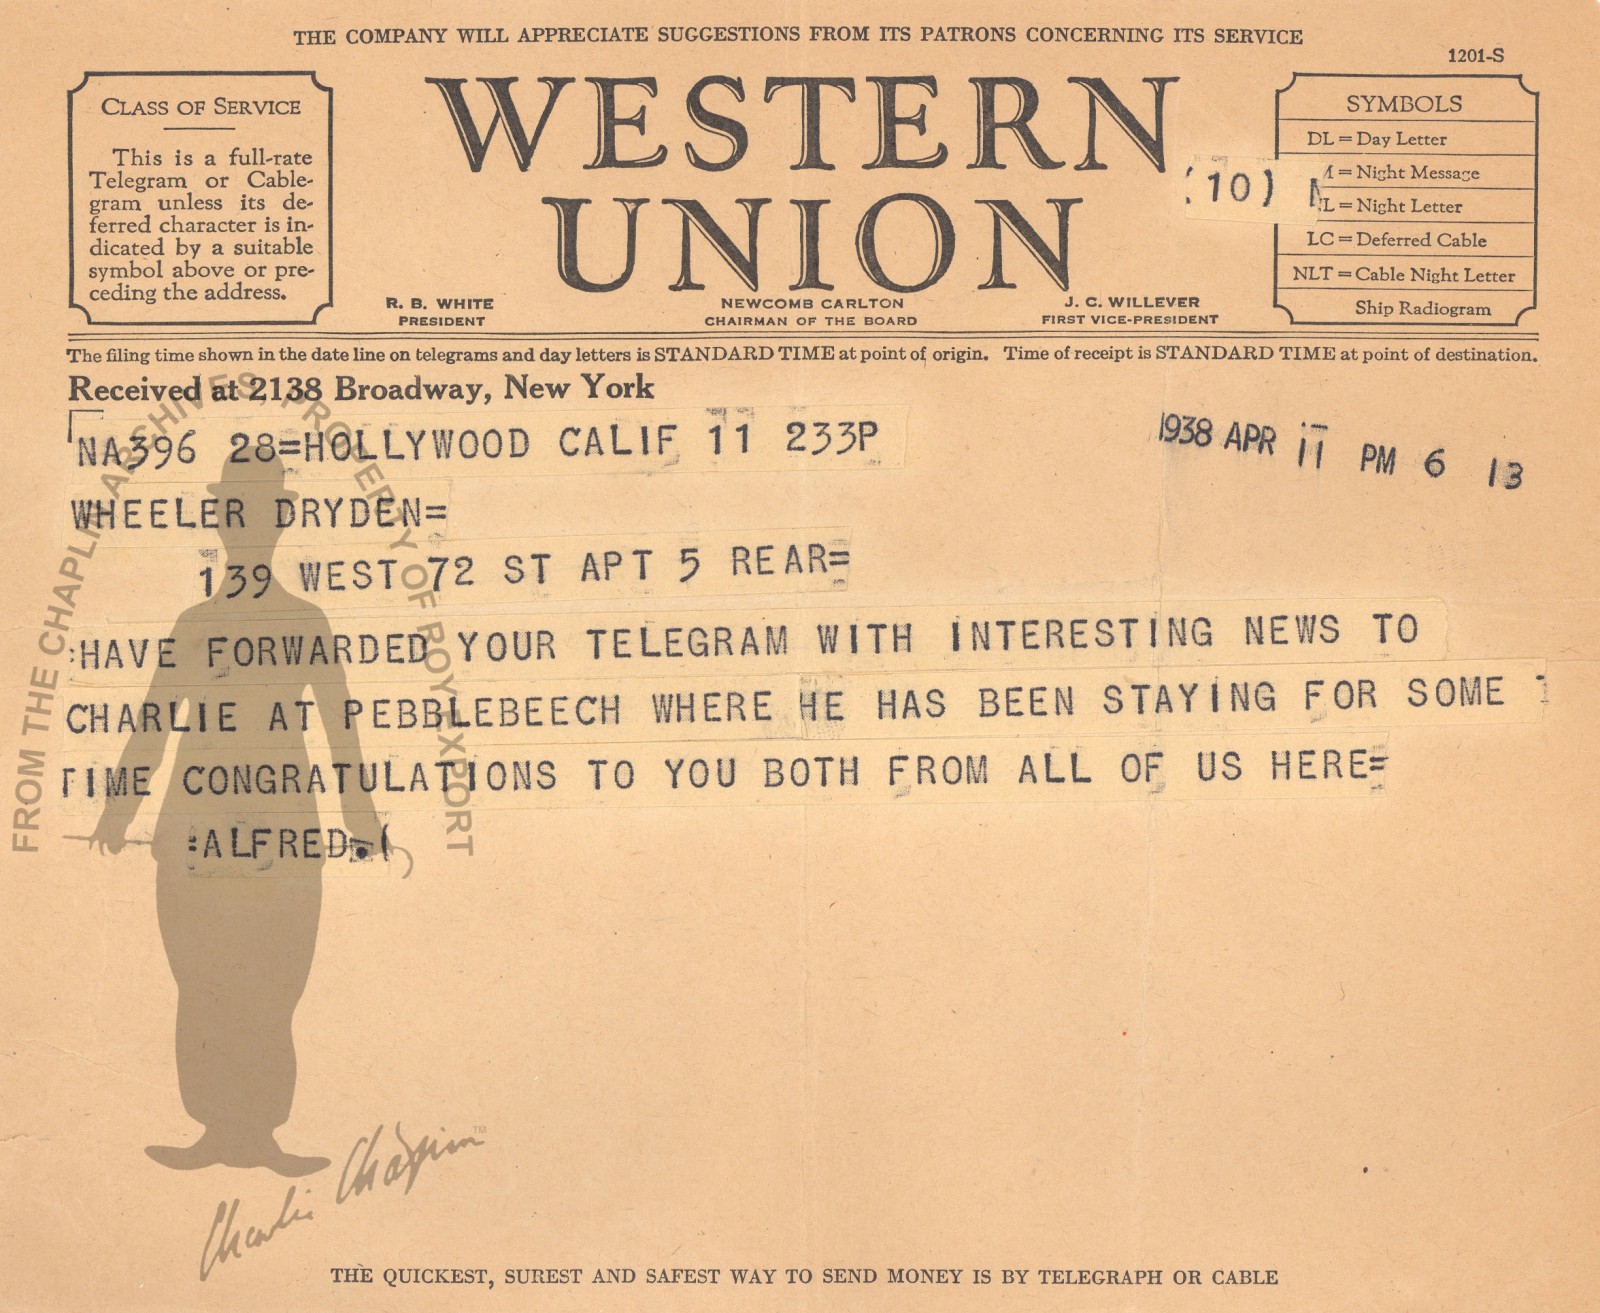 THE COMPANY WILL APPRECIATE SUGGESTIONS FROM ITS PATRONS CONCERNING ITS SERVICE
1201-S
CLASS OF SERVICE
This is a full-rate
Telegram or Cable-
gram unless its de-
ferred character is in-
dicated by a suitable
symbol above or pre-
ceding the address.
WESTERN
UNION
(10)
R. B. WHITE
PRESIDENT
NEWCOMB CARLTON
CHAIRMAN OF THE BOARD
J. C. WILLEVER
FIRST VICE-PRESIDENT
SYMBOLS
DL = Day Letter
M = Night Message
L = Night Letter
LC = Deferred Cable
NLT = Cable Night Letter
Ship Radiogram
The filing time shown in the date line on telegrams and day letters is STANDARD TIME at point of origin. Time of receipt is STANDARD TIME at point of destination.
Received at 2138 Broadway, New York
NA396 28=HOLLYWOOD CALIF 11 233P
1938 APR 11 PM 6 13
WHEELER DRYDEN=
139 WEST 72 ST APT 5 REAR=
:HAVE FORWARDED YOUR TELEGRAM WITH INTERESTING NEWS TO
CHARLIE AT PEBBLEBEECH WHERE HE HAS BEEN STAYING FOR SOME
TIME CONGRATULATIONS TO YOU BOTH FROM ALL OF US HERE=
:ALFRED.(
FROM THE CHAPLIN ARCHIVES, PROPERTY OF ROY EXPORT
Charlie Chaplin™
THE QUICKEST, SUREST AND SAFEST WAY TO SEND MONEY IS BY TELEGRAPH OR CABLE